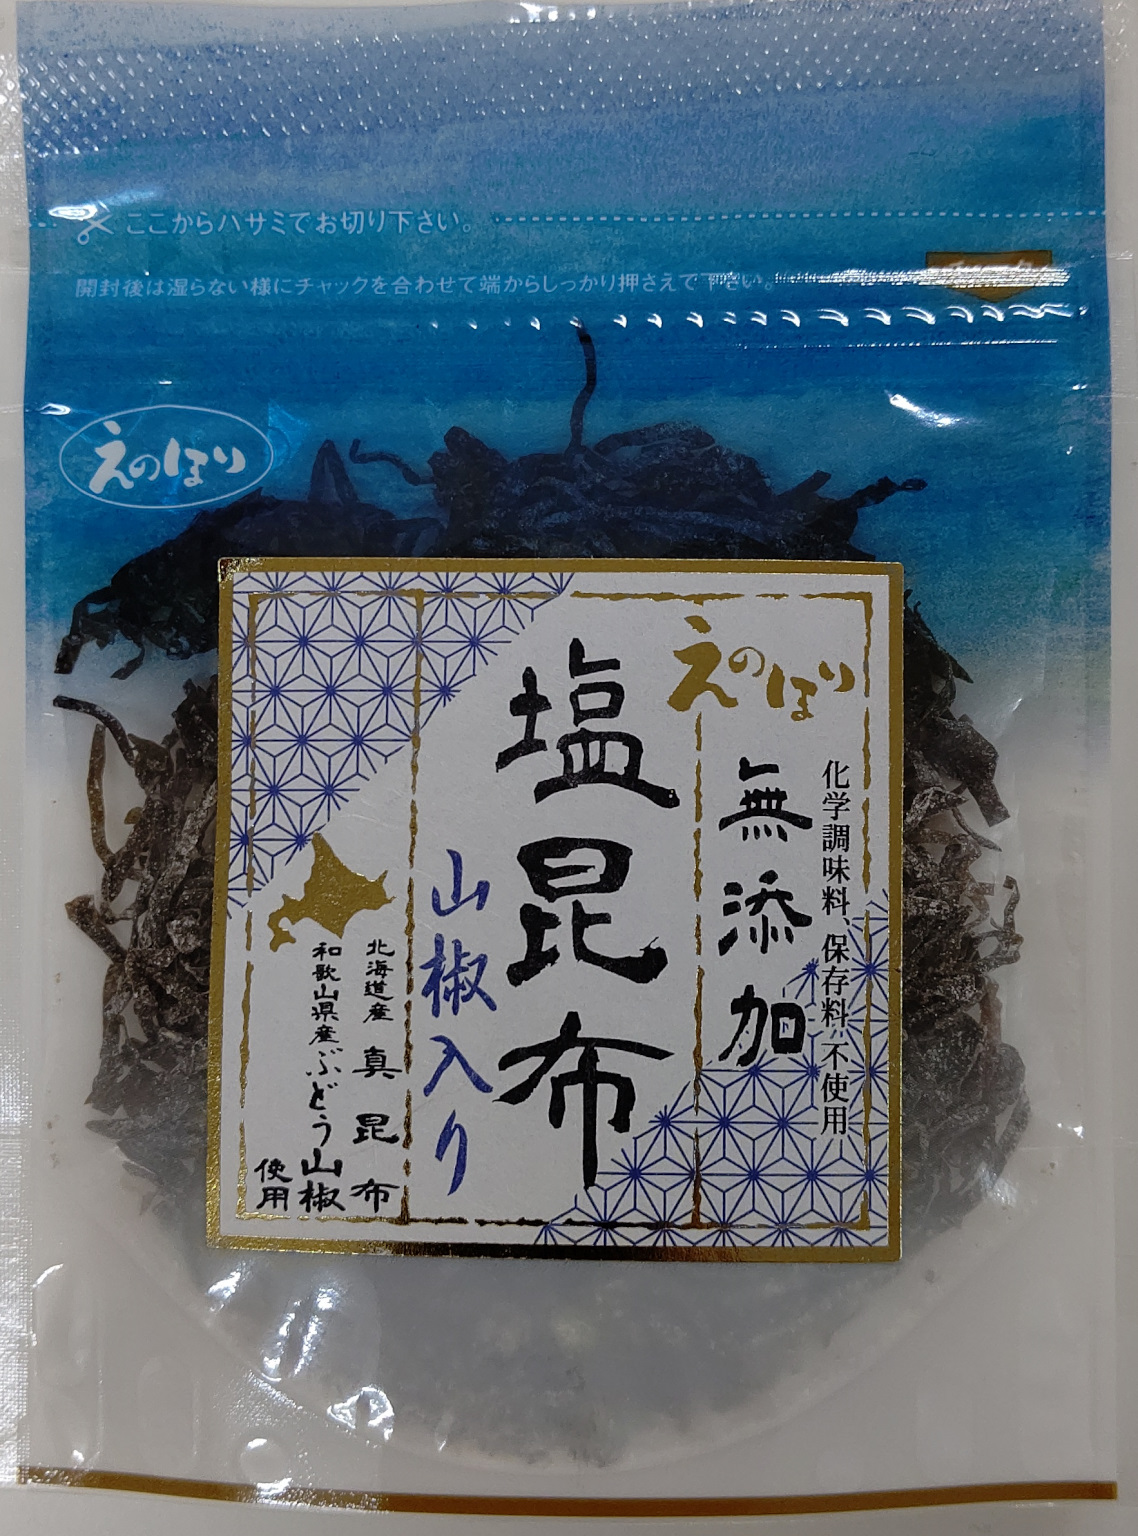 ここからハサミでお切り下さい。
開封後は湿らない様にチャックを合わせて端からしっかり押さえて下さい。
えのほり
えのほり
化学調味料、保存料 不使用
無添加
塩昆布
山椒入り
北海道産 真昆布
和歌山県産ぶどう山椒
使用